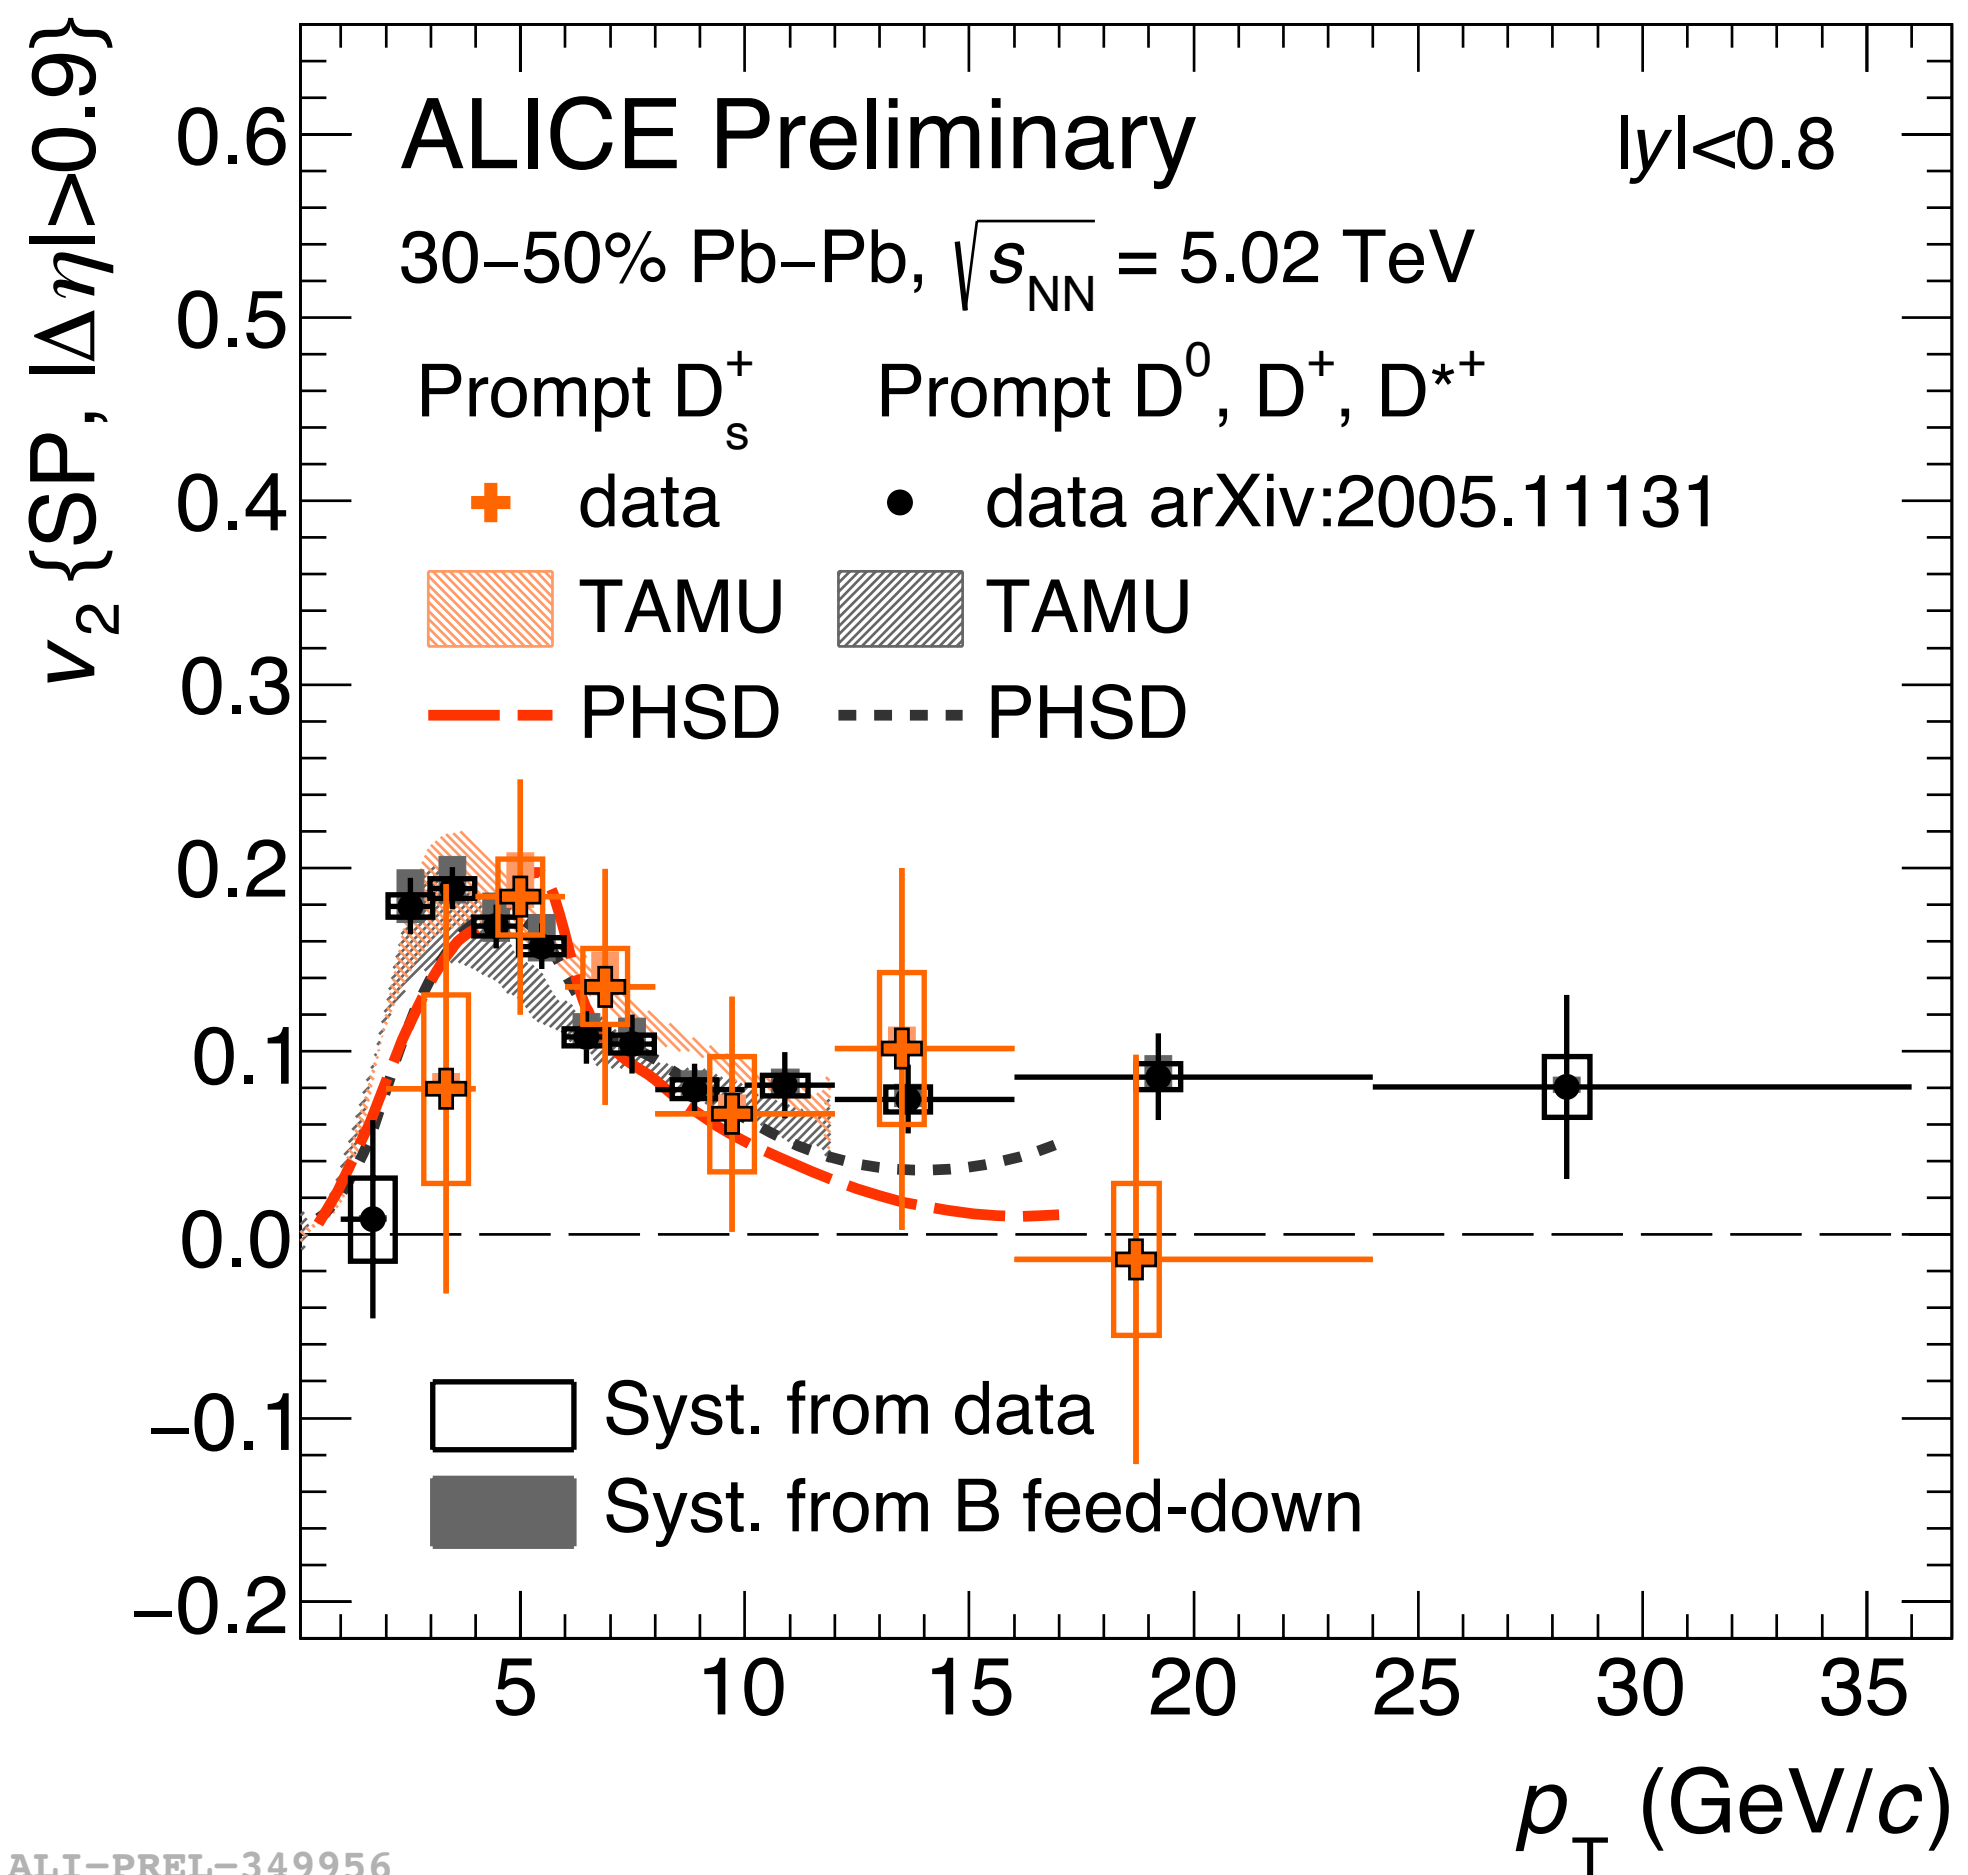 v₂ {SP, |Δη|>0.9}
ALICE Preliminary
|y|<0.8
30−50% Pb−Pb, √sNN = 5.02 TeV
Prompt Ds⁺
Prompt D⁰, D⁺, D*⁺
data
data arXiv:2005.11131
TAMU
TAMU
PHSD
PHSD
0.6
0.5
0.4
0.3
0.2
0.1
0.0
−0.1
−0.2
Syst. from data
Syst. from B feed-down
5 10 15 20 25 30 35
pT (GeV/c)
ALI−PREL−349956